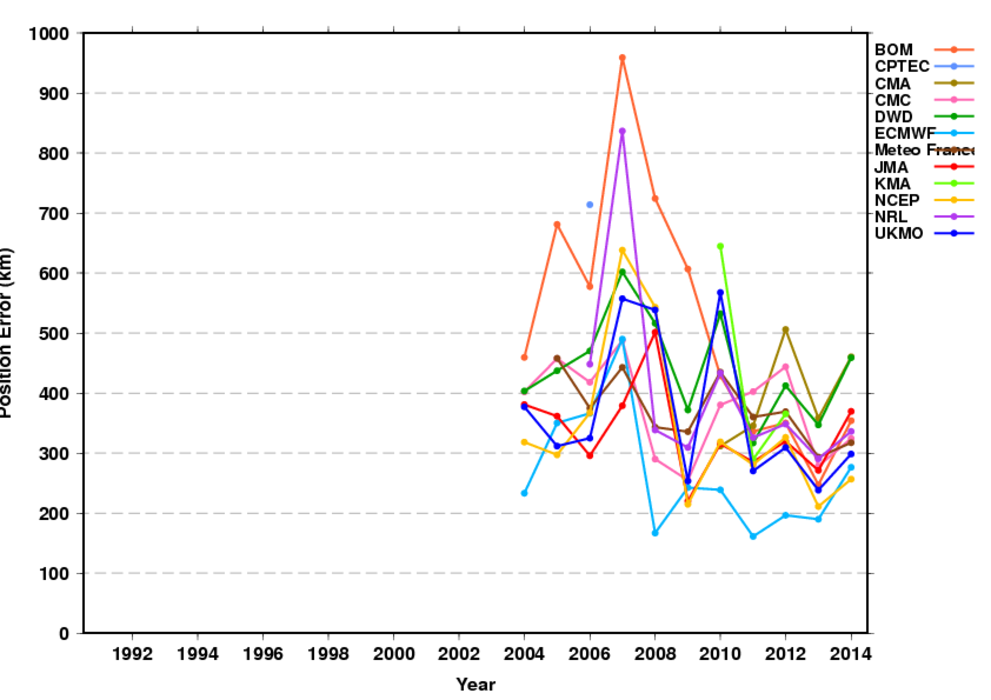 1000
900
800
700
600
500
400
300
200
100
0
Position Error (km)
1992 1994 1996 1998 2000 2002 2004 2006 2008 2010 2012 2014
Year
BOM
CPTEC
CMA
CMC
DWD
ECMWF
Meteo France
JMA
KMA
NCEP
NRL
UKMO